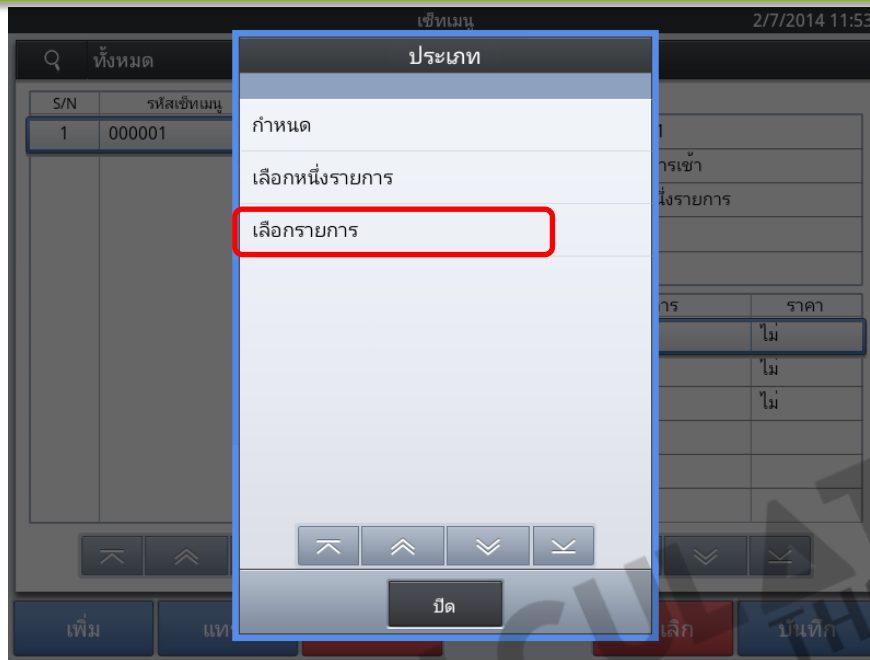 เซ็ทเมนู 2/7/2014 11:53
ทั้งหมด
ประเภท
S/N รหัสเซ็ทเมนู
1 000001
กำหนด
เลือกหนึ่งรายการ
เลือกรายการ
1
ารเช้า
นึ่งรายการ
การ ราคา
ไม่
ไม่
ไม่
ปิด
เพิ่ม แทร เลิก บันทึก
CULAT
TH